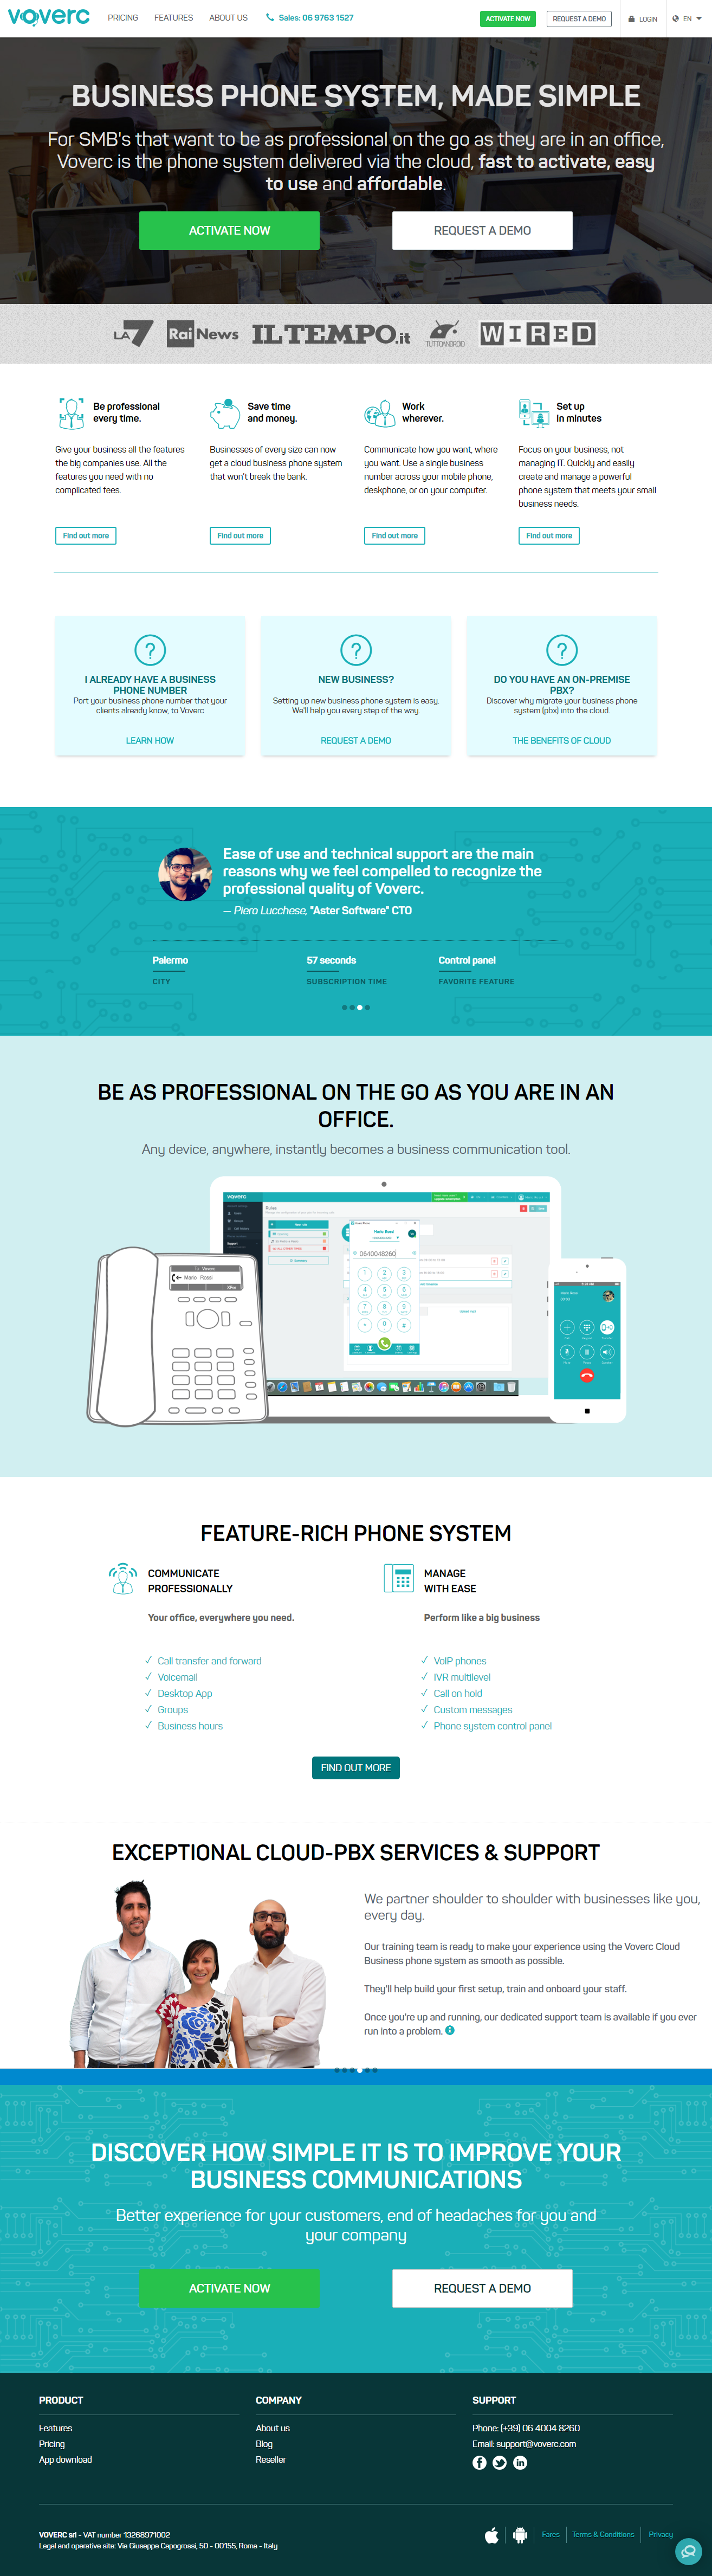 voverc
PRICING
FEATURES
ABOUT US
Sales: 06 9763 1527
ACTIVATE NOW
REQUEST A DEMO
LOGIN
EN
BUSINESS PHONE SYSTEM, MADE SIMPLE
For SMB's that want to be as professional on the go as they are in an office,
Voverc is the phone system delivered via the cloud, fast to activate, easy
to use and affordable.
ACTIVATE NOW
REQUEST A DEMO
LA7
Rai News
IL TEMPO.it
TUTTOANDROID
WIRED
Be professional
every time.
Give your business all the features
the big companies use. All the
features you need with no
complicated fees.
Find out more
Save time
and money.
Businesses of every size can now
get a cloud business phone system
that won't break the bank.
Find out more
Work
wherever.
Communicate how you want, where
you want. Use a single business
number across your mobile phone,
deskphone, or on your computer.
Find out more
Set up
in minutes
Focus on your business, not
managing IT. Quickly and easily
create and manage a powerful
phone system that meets your small
business needs.
Find out more
?
I ALREADY HAVE A BUSINESS
PHONE NUMBER
Port your business phone number that your
clients already know, to Voverc
LEARN HOW
?
NEW BUSINESS?
Setting up new business phone system is easy.
We'll help you every step of the way.
REQUEST A DEMO
?
DO YOU HAVE AN ON-PREMISE
PBX?
Discover why migrate your business phone
system (pbx) into the cloud.
THE BENEFITS OF CLOUD
Ease of use and technical support are the main
reasons why we feel compelled to recognize the
professional quality of Voverc.
— Piero Lucchese, "Aster Software" CTO
Palermo
CITY
57 seconds
SUBSCRIPTION TIME
Control panel
FAVORITE FEATURE
BE AS PROFESSIONAL ON THE GO AS YOU ARE IN AN
OFFICE.
Any device, anywhere, instantly becomes a business communication tool.
voverc
Rules
Mario Rossi
0640048260
Voverc
Mario Rossi
FEATURE-RICH PHONE SYSTEM
COMMUNICATE
PROFESSIONALLY
Your office, everywhere you need.
Call transfer and forward
Voicemail
Desktop App
Groups
Business hours
MANAGE
WITH EASE
Perform like a big business
VoIP phones
IVR multilevel
Call on hold
Custom messages
Phone system control panel
FIND OUT MORE
EXCEPTIONAL CLOUD-PBX SERVICES & SUPPORT
We partner shoulder to shoulder with businesses like you,
every day.
Our training team is ready to make your experience using the Voverc Cloud
Business phone system as smooth as possible.
They'll help build your first setup, train and onboard your staff.
Once you're up and running, our dedicated support team is available if you ever
run into a problem.
DISCOVER HOW SIMPLE IT IS TO IMPROVE YOUR
BUSINESS COMMUNICATIONS
Better experience for your customers, end of headaches for you and
your company
ACTIVATE NOW
REQUEST A DEMO
PRODUCT
Features
Pricing
App download
COMPANY
About us
Blog
Reseller
SUPPORT
Phone: (+39) 06 4004 8260
Email: support@voverc.com
VOVERC srl - VAT number 13268971002
Legal and operative site: Via Giuseppe Capogrossi, 50 - 00155, Roma - Italy
Fares
Terms & Conditions
Privacy